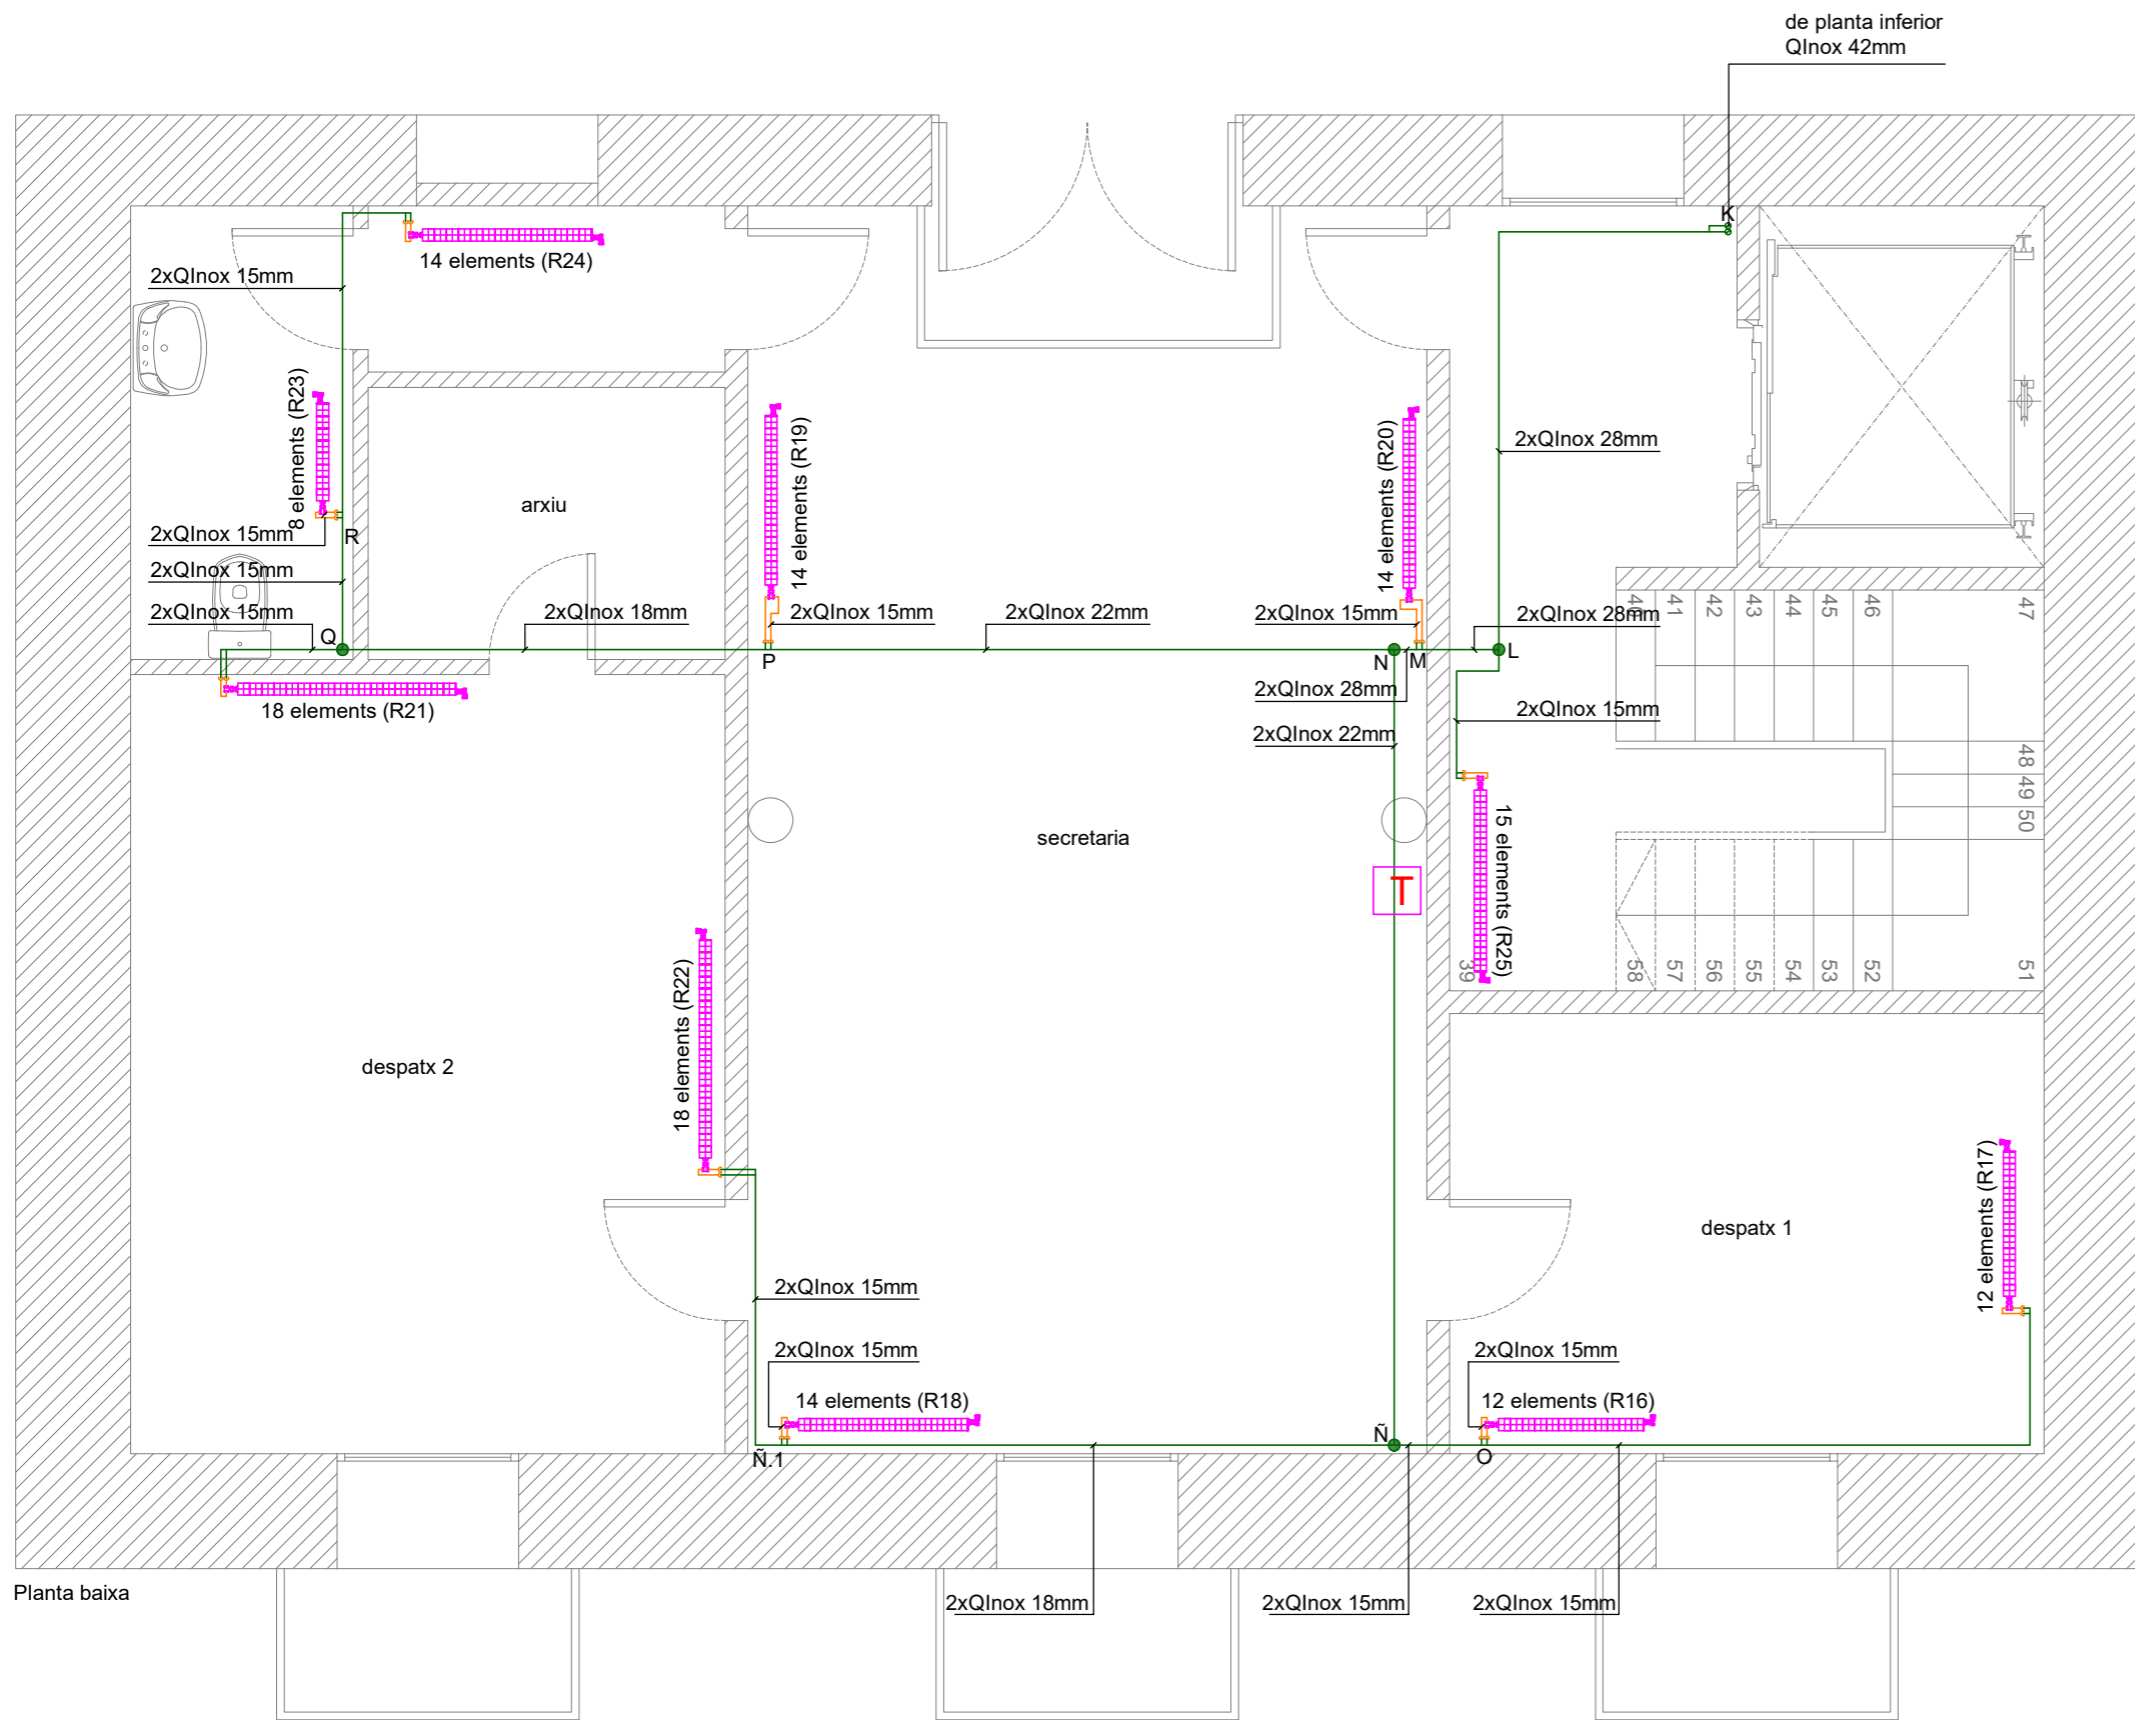 de planta inferior
QInox 42mm
K
2xQInox 15mm
14 elements (R24)
8 elements (R23)
14 elements (R19)
14 elements (R20)
2xQInox 28mm
arxiu
2xQInox 15mm
R
2xQInox 15mm
2xQInox 15mm
2xQInox 18mm
2xQInox 15mm
2xQInox 22mm
2xQInox 15mm
2xQInox 28mm
40
41
42
43
44
45
46
47
Q
P
N
M
L
2xQInox 28mm
18 elements (R21)
2xQInox 15mm
2xQInox 22mm
48
49
50
secretaria
T
15 elements (R25)
39
58
57
56
55
54
53
52
51
18 elements (R22)
despatx 2
despatx 1
12 elements (R17)
2xQInox 15mm
2xQInox 15mm
2xQInox 15mm
14 elements (R18)
12 elements (R16)
Ñ
Ñ.1
O
Planta baixa
2xQInox 18mm
2xQInox 15mm
2xQInox 15mm